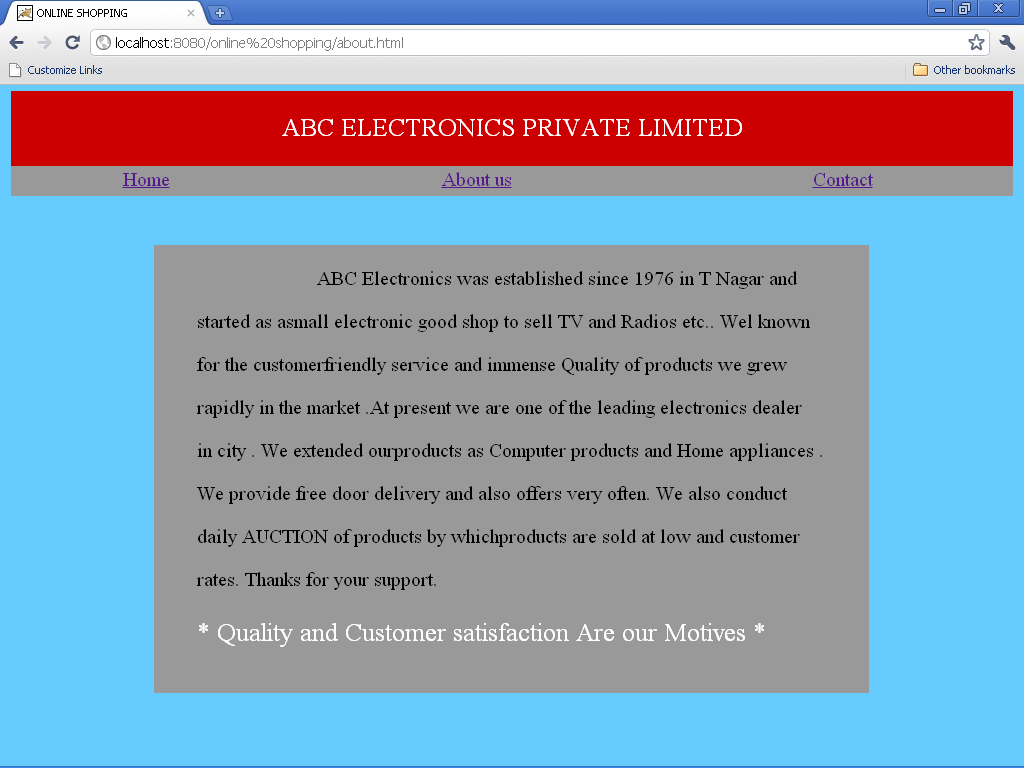 ONLINE SHOPPING
localhost:8080/online%20shopping/about.html
Customize Links
Other bookmarks
ABC ELECTRONICS PRIVATE LIMITED
Home About us Contact
ABC Electronics was established since 1976 in T Nagar and
started as asmall electronic good shop to sell TV and Radios etc.. Wel known
for the customerfriendly service and immense Quality of products we grew
rapidly in the market .At present we are one of the leading electronics dealer
in city . We extended ourproducts as Computer products and Home appliances .
We provide free door delivery and also offers very often. We also conduct
daily AUCTION of products by whichproducts are sold at low and customer
rates. Thanks for your support.
* Quality and Customer satisfaction Are our Motives *